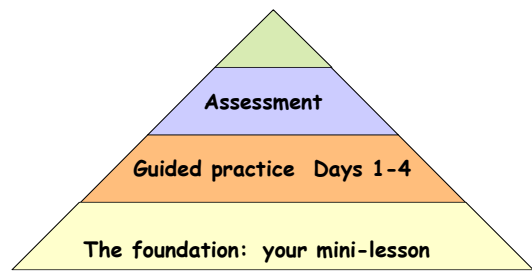 Assessment
Guided practice  Days 1-4
The foundation:  your mini-lesson